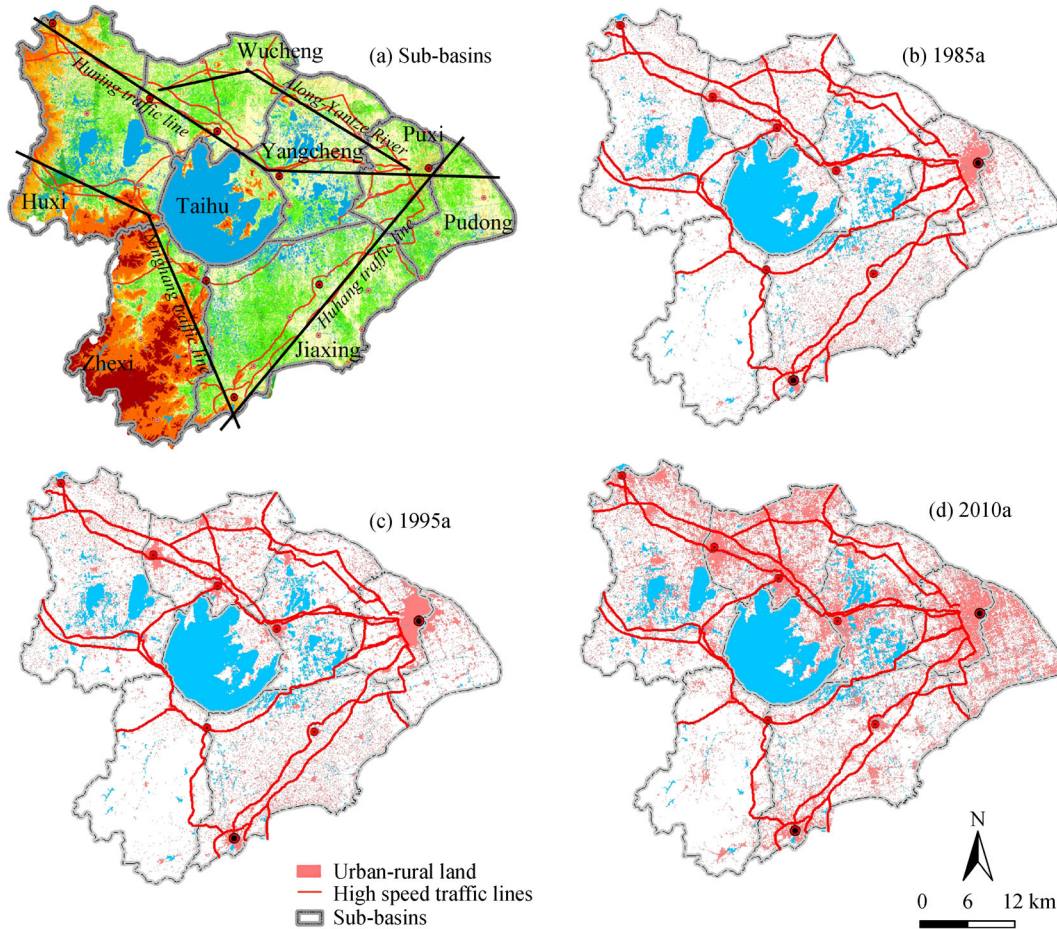 (a) Sub-basins
Wucheng
Huning traffic line
Along Yantze River
Puxi
Yangcheng
Huxi
Taihu
Pudong
Ninghang traffic line
Huhang traffic line
Jiaxing
Zhexi
(b) 1985a
(c) 1995a
(d) 2010a
Urban-rural land
High speed traffic lines
Sub-basins
N
0 6 12 km